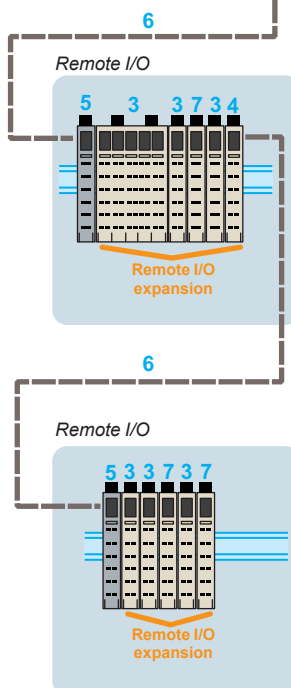 6
Remote I/O
5 3 3 7 3 4
Remote I/O
expansion
6
Remote I/O
5 3 3 7 3 7
Remote I/O
expansion